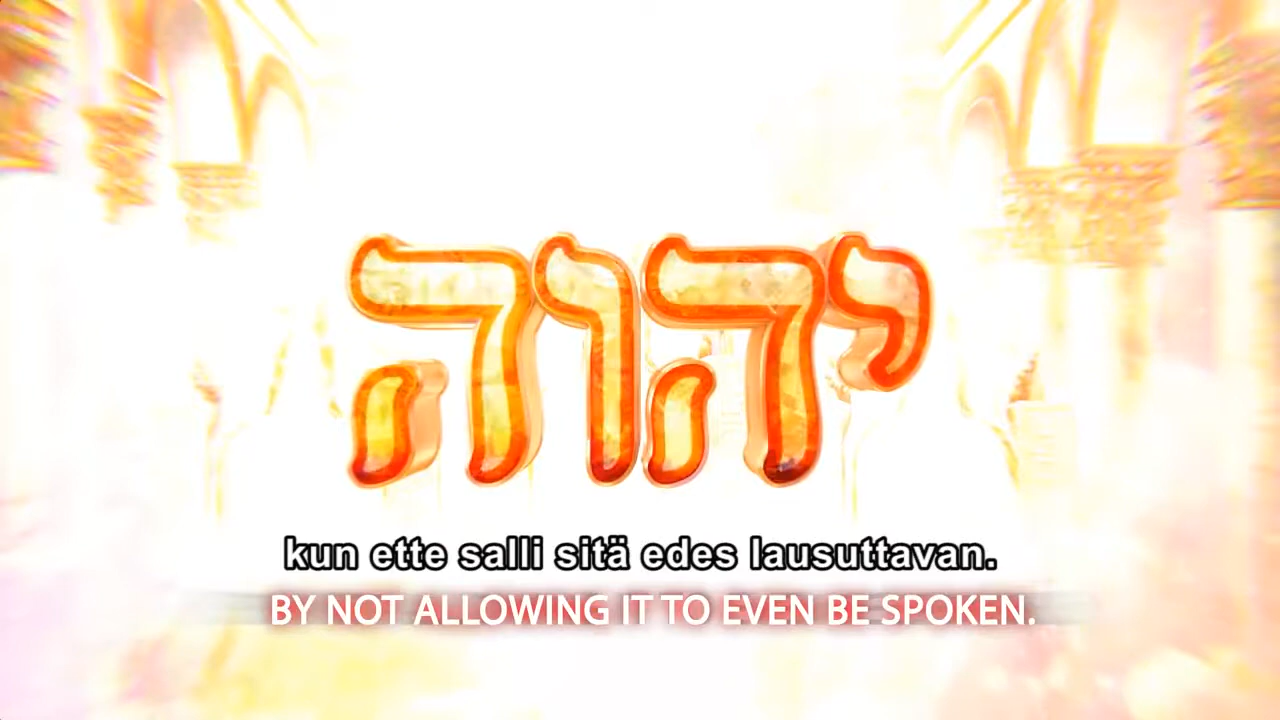 יהוה
kun ette salli sitä edes lausuttavan.
BY NOT ALLOWING IT TO EVEN BE SPOKEN.